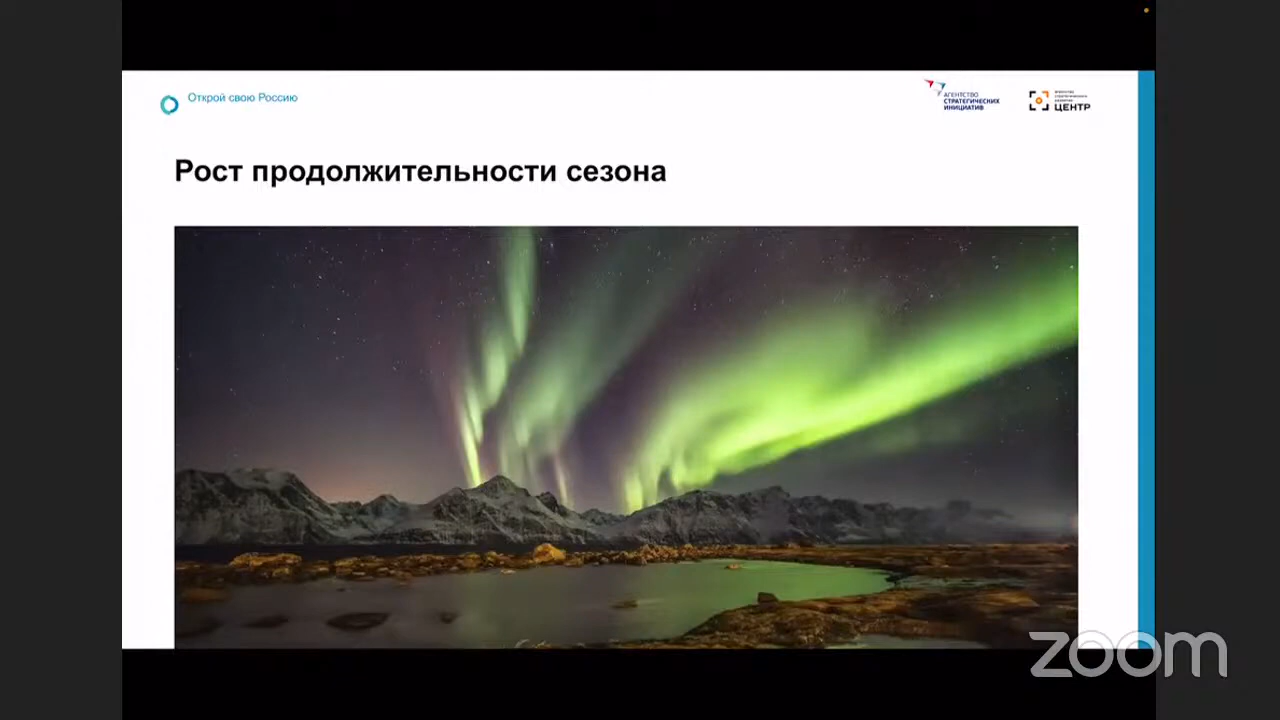 Открой свою Россию
АГЕНТСТВО
СТРАТЕГИЧЕСКИХ
ИНИЦИАТИВ
ЦЕНТР
Рост продолжительности сезона
zoom